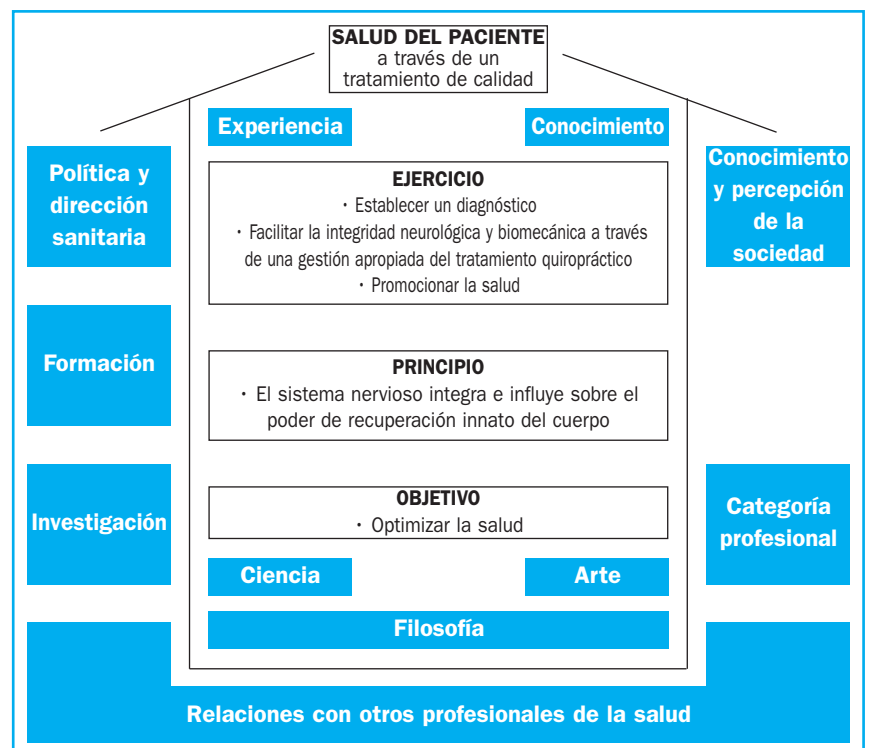 SALUD DEL PACIENTE
a través de un
tratamiento de calidad
Experiencia
Conocimiento
Política y
dirección
sanitaria
Conocimiento
y percepción
de la
sociedad
EJERCICIO
· Establecer un diagnóstico
· Facilitar la integridad neurológica y biomecánica a través
de una gestión apropiada del tratamiento quiropráctico
· Promocionar la salud
Formación
PRINCIPIO
· El sistema nervioso integra e influye sobre el
poder de recuperación innato del cuerpo
Investigación
OBJETIVO
· Optimizar la salud
Categoría
profesional
Ciencia
Arte
Filosofía
Relaciones con otros profesionales de la salud